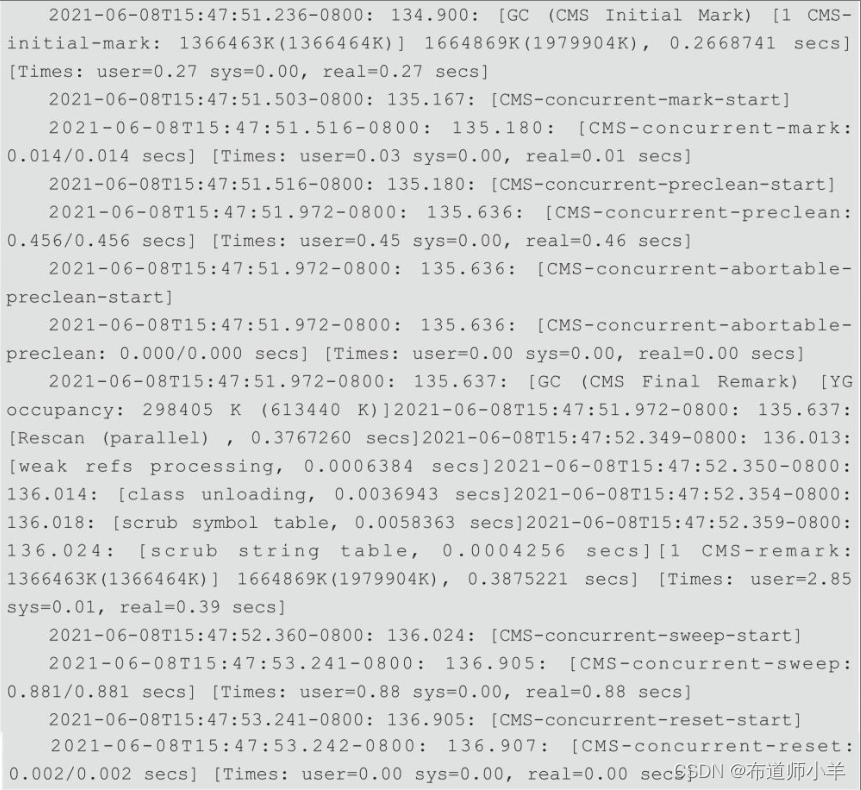 2021-06-08T15:47:51.236-0800: 134.900: [GC (CMS Initial Mark) [1 CMS-
initial-mark: 1366463K(1366464K)] 1664869K(1979904K), 0.2668741 secs]
[Times: user=0.27 sys=0.00, real=0.27 secs]
2021-06-08T15:47:51.503-0800: 135.167: [CMS-concurrent-mark-start]
2021-06-08T15:47:51.516-0800: 135.180: [CMS-concurrent-mark:
0.014/0.014 secs] [Times: user=0.03 sys=0.00, real=0.01 secs]
2021-06-08T15:47:51.516-0800: 135.180: [CMS-concurrent-preclean-start]
2021-06-08T15:47:51.972-0800: 135.636: [CMS-concurrent-preclean:
0.456/0.456 secs] [Times: user=0.45 sys=0.00, real=0.46 secs]
2021-06-08T15:47:51.972-0800: 135.636: [CMS-concurrent-abortable-
preclean-start]
2021-06-08T15:47:51.972-0800: 135.636: [CMS-concurrent-abortable-
preclean: 0.000/0.000 secs] [Times: user=0.00 sys=0.00, real=0.00 secs]
2021-06-08T15:47:51.972-0800: 135.637: [GC (CMS Final Remark) [YG
occupancy: 298405 K (613440 K)]2021-06-08T15:47:51.972-0800: 135.637:
[Rescan (parallel) , 0.3767260 secs]2021-06-08T15:47:52.349-0800: 136.013:
[weak refs processing, 0.0006384 secs]2021-06-08T15:47:52.350-0800:
136.014: [class unloading, 0.0036943 secs]2021-06-08T15:47:52.354-0800:
136.018: [scrub symbol table, 0.0058363 secs]2021-06-08T15:47:52.359-0800:
136.024: [scrub string table, 0.0004256 secs][1 CMS-remark:
1366463K(1366464K)] 1664869K(1979904K), 0.3875221 secs] [Times: user=2.85
sys=0.01, real=0.39 secs]
2021-06-08T15:47:52.360-0800: 136.024: [CMS-concurrent-sweep-start]
2021-06-08T15:47:53.241-0800: 136.905: [CMS-concurrent-sweep:
0.881/0.881 secs] [Times: user=0.88 sys=0.00, real=0.88 secs]
2021-06-08T15:47:53.241-0800: 136.905: [CMS-concurrent-reset-start]
2021-06-08T15:47:53.242-0800: 136.907: [CMS-concurrent-reset:
0.002/0.002 secs] [Times: user=0.00 sys=0.00, real=0.00 secs]
CSDN @布道师小羊